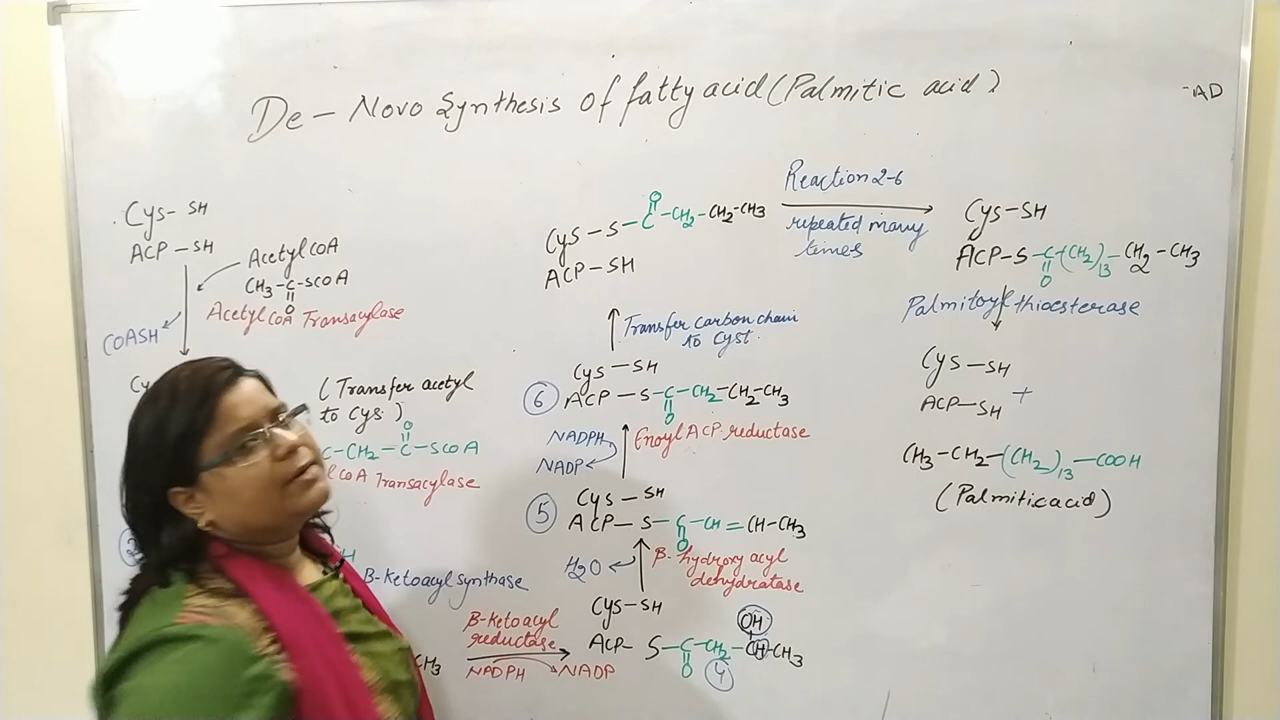 De-Novo Synthesis of fatty acid (Palmitic acid)
-AD
Cys-SH
ACP-SH
Acetyl CoA
CH3-C-SCOA
O
Acetyl CoA Transacylase
COASH
Cy
(Transfer acetyl
to Cys.)
O
C-CH2-C-SCOA
l CoA Transacylase
2
H
B-Ketoacyl synthase
CH3
β-Ketoacyl
reductase
NADPH NADP
Cys-SH
OH
ACP- S-C-CH2-CH-CH3
O
4
H2O
β-hydroxy acyl
dehydratase
5
Cys-SH
ACP-S-C-CH=CH-CH3
O
NADPH
NADP
Enoyl ACP reductase
6
Cys-SH
ACP-S-C-CH2-CH2-CH3
O
Transfer carbon chain
to Cyst.
O
Cys-S-C-CH2-CH2-CH3
ACP-SH
Reaction 2-6
repeated many
times
Cys-SH
ACP-S-C-(CH2)13-CH2-CH3
O
Palmitoyl thioesterase
Cys-SH
ACP-SH +
CH3-CH2-(CH2)13-COOH
(Palmitic acid)